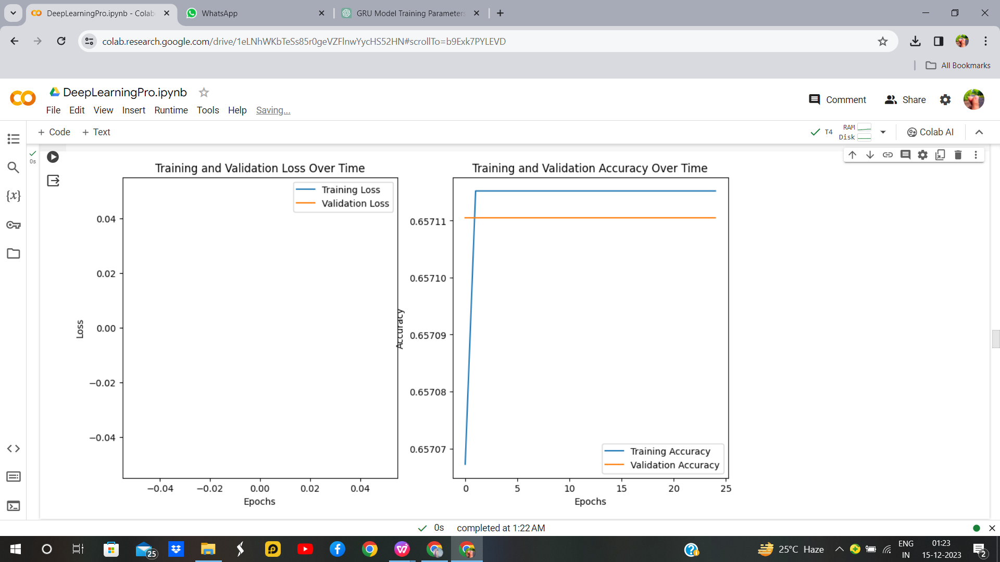 DeepLearningPro.ipynb - Colab
WhatsApp
GRU Model Training Parameters
colab.research.google.com/drive/1eLNhWKbTeSs85r0geVZFlnwYycHS52HN#scrollTo=b9Exk7PYLEVD
All Bookmarks
DeepLearningPro.ipynb
File Edit View Insert Runtime Tools Help Saving...
Comment Share
+ Code + Text
T4 RAM Disk Colab AI
0s
Training and Validation Loss Over Time
Training Loss
Validation Loss
0.04
0.02
0.00
−0.02
−0.04
Loss
−0.04 −0.02 0.00 0.02 0.04
Epochs
Training and Validation Accuracy Over Time
0.65711
0.65710
0.65709
0.65708
0.65707
Accuracy
Training Accuracy
Validation Accuracy
0 5 10 15 20 25
Epochs
0s completed at 1:22 AM
25
25°C Haze
ENG
IN
01:23
15-12-2023
2